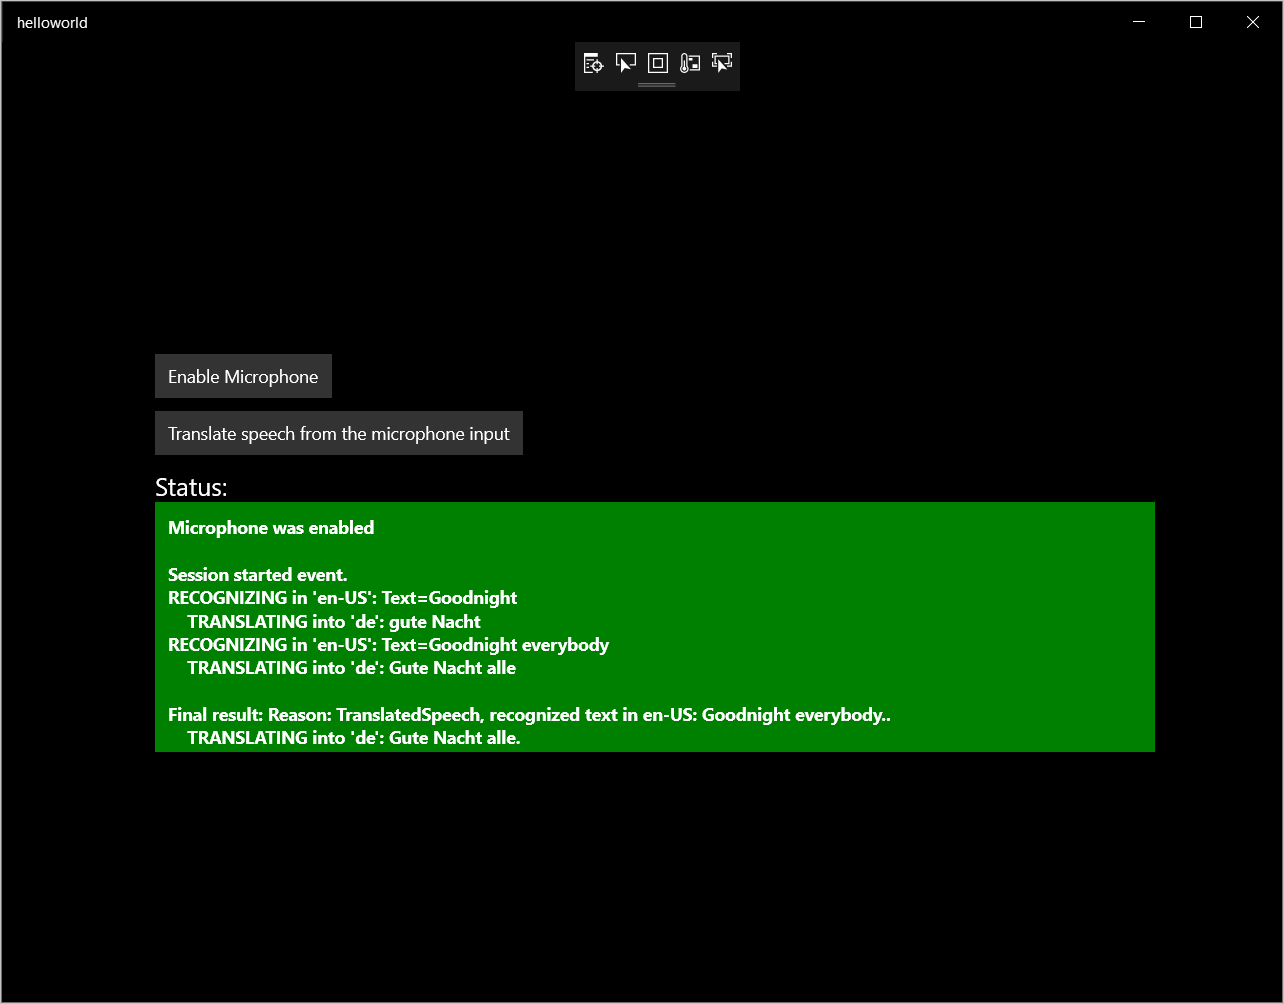 helloworld
Enable Microphone
Translate speech from the microphone input
Status:
Microphone was enabled
Session started event.
RECOGNIZING in 'en-US': Text=Goodnight
TRANSLATING into 'de': gute Nacht
RECOGNIZING in 'en-US': Text=Goodnight everybody
TRANSLATING into 'de': Gute Nacht alle
Final result: Reason: TranslatedSpeech, recognized text in en-US: Goodnight everybody..
TRANSLATING into 'de': Gute Nacht alle.